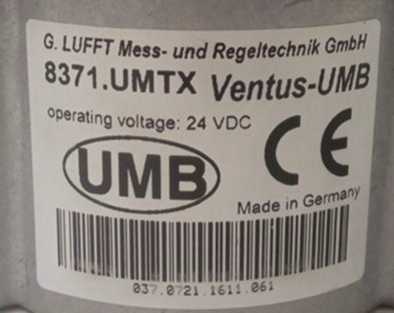 G. LUFFT Mess- und Regeltechnik GmbH
8371.UMTX Ventus-UMB
operating voltage: 24 VDC
CE
UMB
Made in Germany
037.0721.1611.061